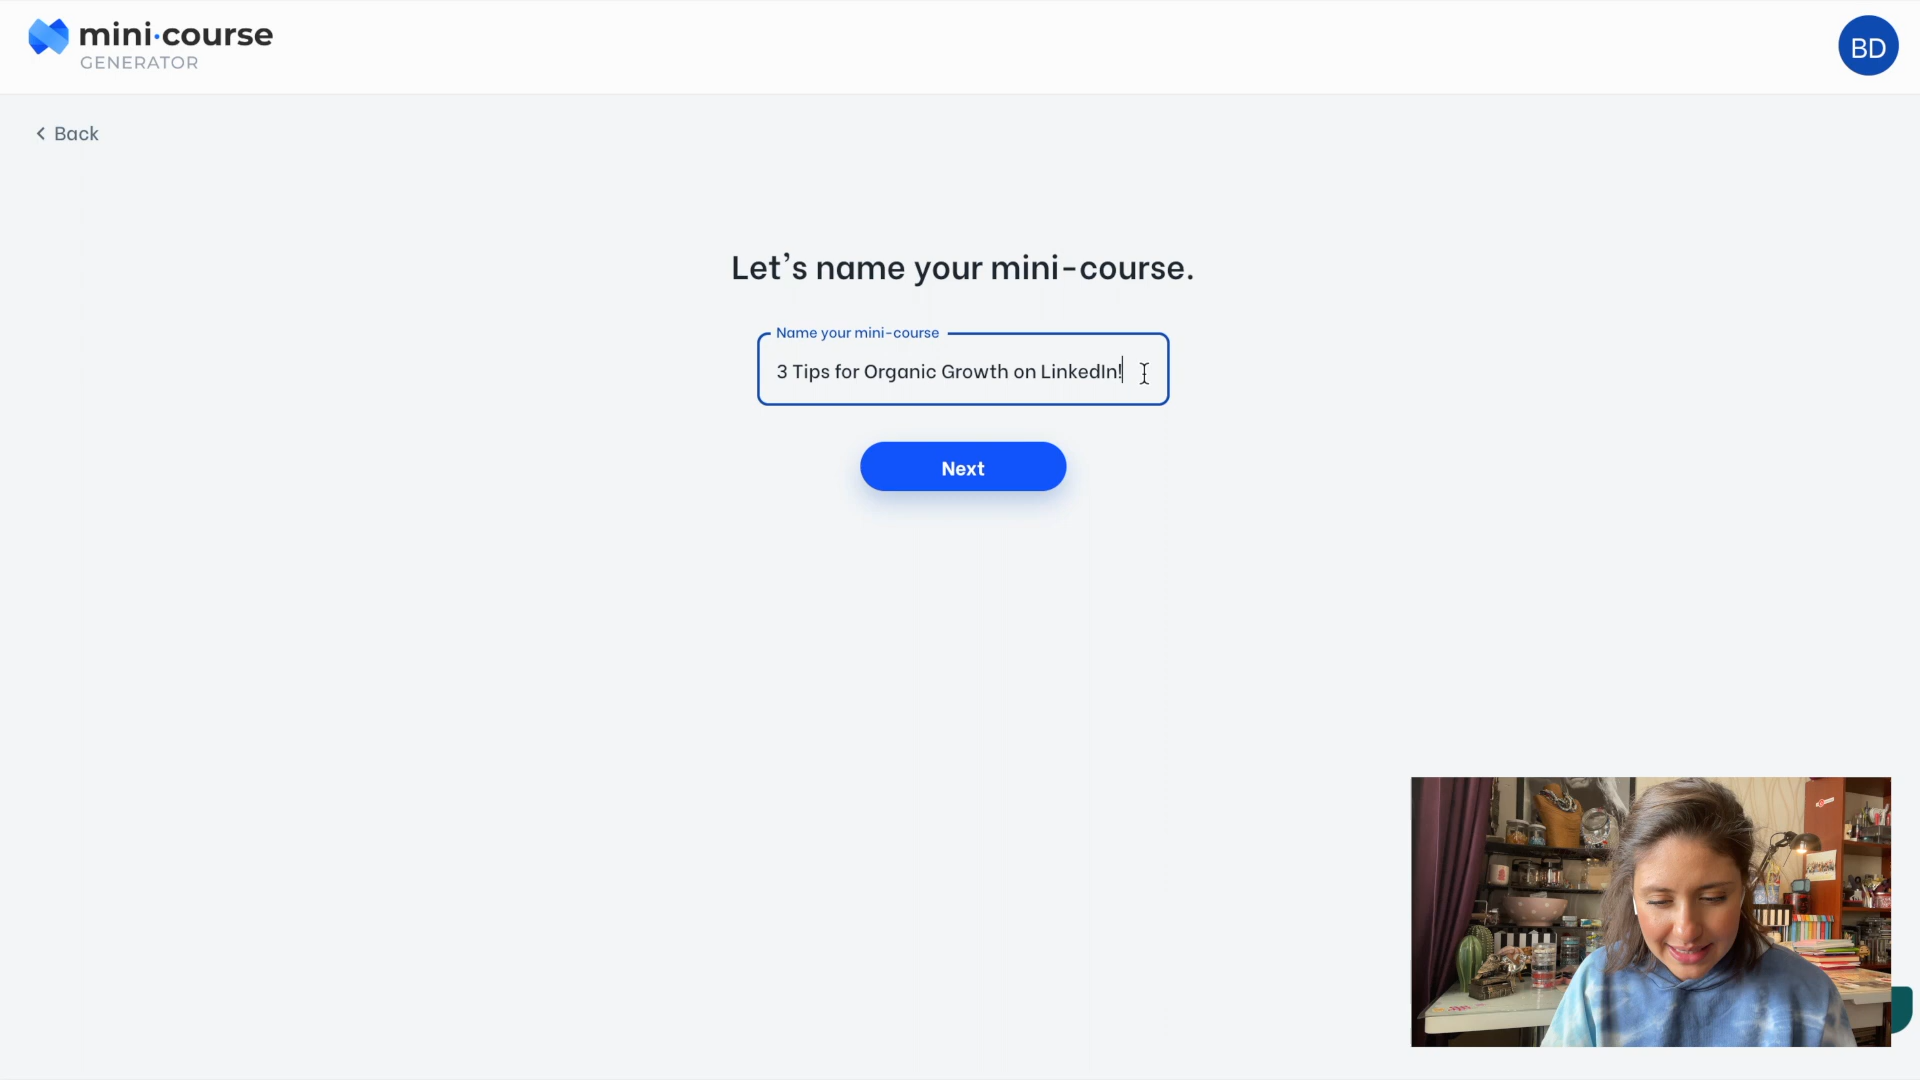 mini·course
GENERATOR
BD
Back
Let's name your mini-course.
Name your mini-course
3 Tips for Organic Growth on LinkedIn!
Next